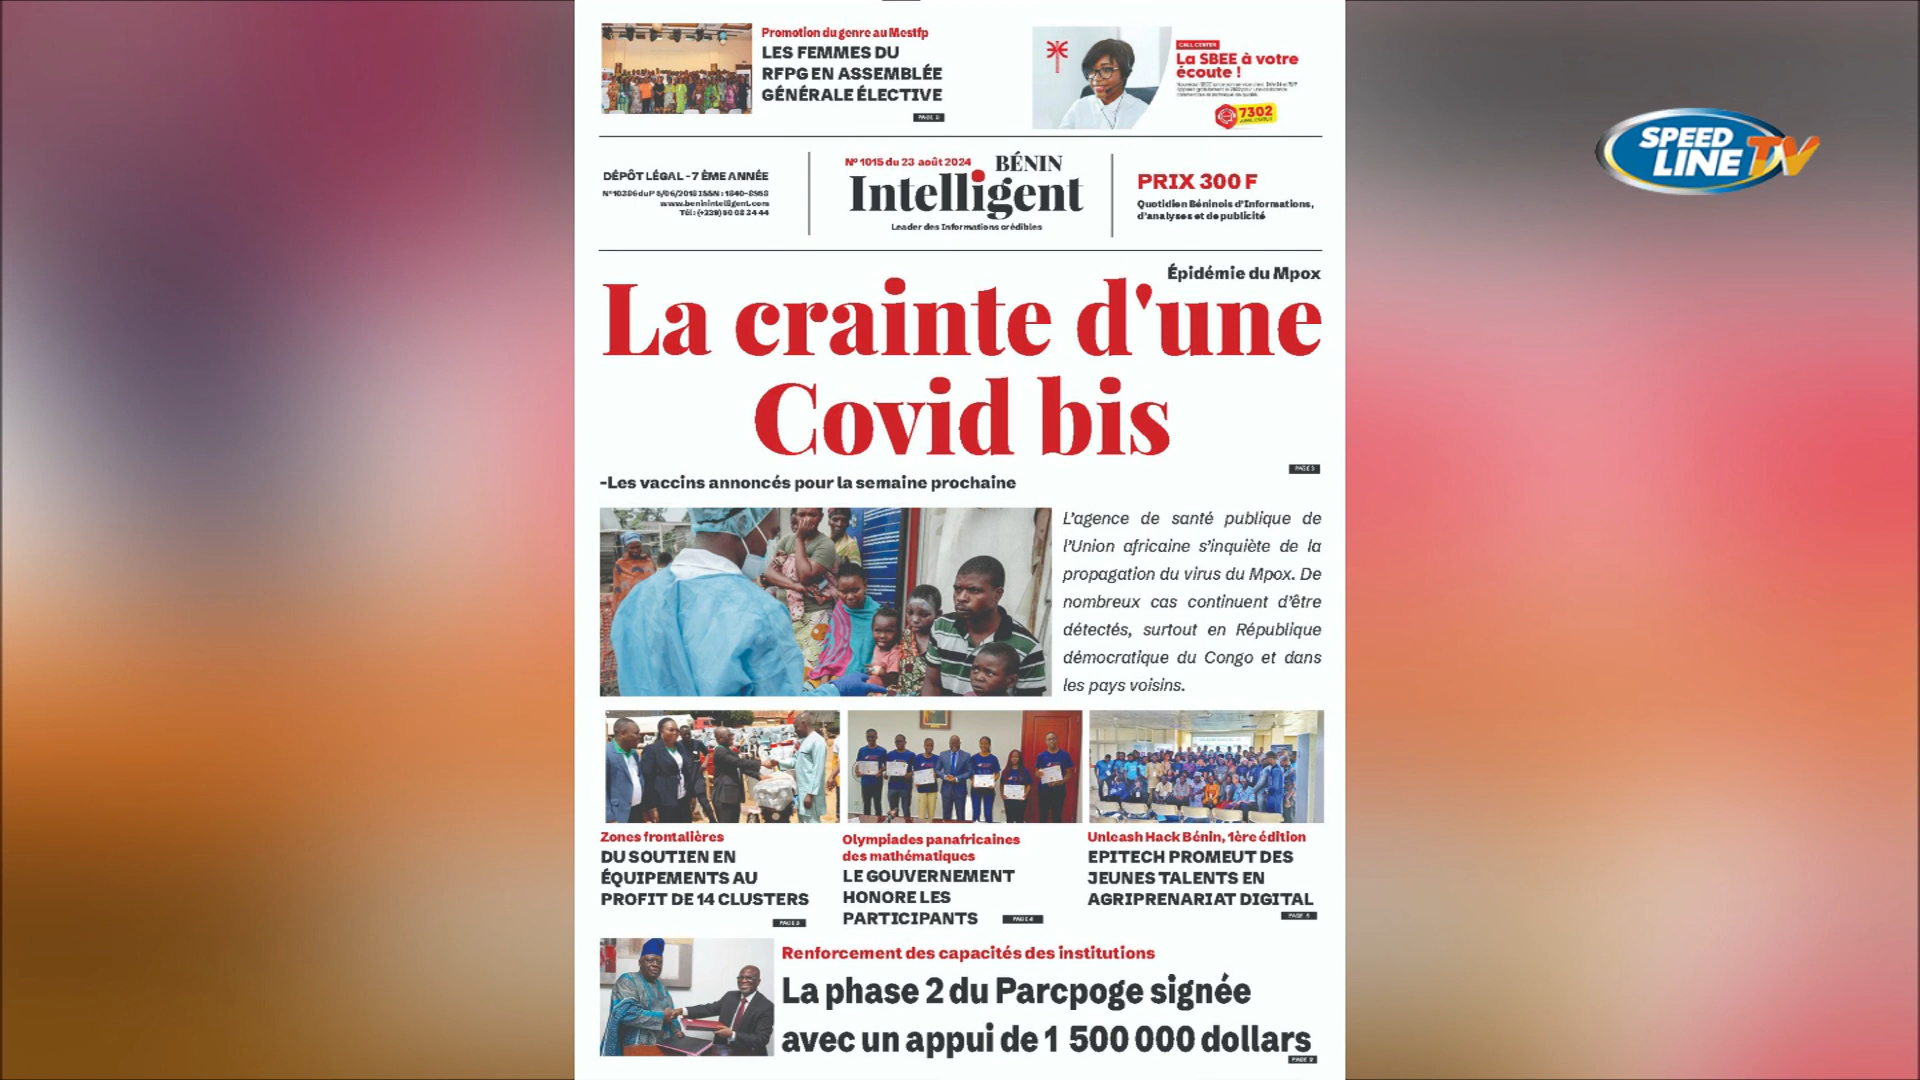 Promotion du genre au Mestfp
LES FEMMES DU
RFPG EN ASSEMBLÉE
GÉNÉRALE ÉLECTIVE
CALL CENTER
La SBEE à votre
écoute !
7302
SPEED
LINE TV
DÉPÔT LÉGAL - 7 ÈME ANNÉE
www.beninintelligent.com
N° 1015 du 23 août 2024
BÉNIN
Intelligent
Leader des Informations crédibles
PRIX 300 F
Quotidien Béninois d'Informations,
d'analyses et de publicité
Épidémie du Mpox
La crainte d'une
Covid bis
-Les vaccins annoncés pour la semaine prochaine
L'agence de santé publique de
l'Union africaine s'inquiète de la
propagation du virus du Mpox. De
nombreux cas continuent d'être
détectés, surtout en République
démocratique du Congo et dans
les pays voisins.
Zones frontalières
DU SOUTIEN EN
ÉQUIPEMENTS AU
PROFIT DE 14 CLUSTERS
Olympiades panafricaines
des mathématiques
LE GOUVERNEMENT
HONORE LES
PARTICIPANTS
Unleash Hack Bénin, 1ère édition
EPITECH PROMEUT DES
JEUNES TALENTS EN
AGRIPRENARIAT DIGITAL
Renforcement des capacités des institutions
La phase 2 du Parcpoge signée
avec un appui de 1 500 000 dollars